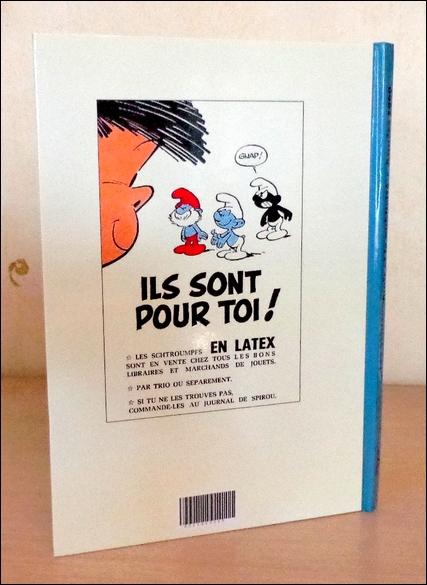 GNAP!
ILS SONT
POUR TOI!
☆ LES SCHTROUMPFS EN LATEX
SONT EN VENTE CHEZ TOUS LES BONS
LIBRAIRES ET MARCHANDS DE JOUETS.
☆ PAR TRIO OU SEPAREMENT.
☆ SI TU NE LES TROUVES PAS,
COMMANDE-LES AU JOURNAL DE SPIROU.